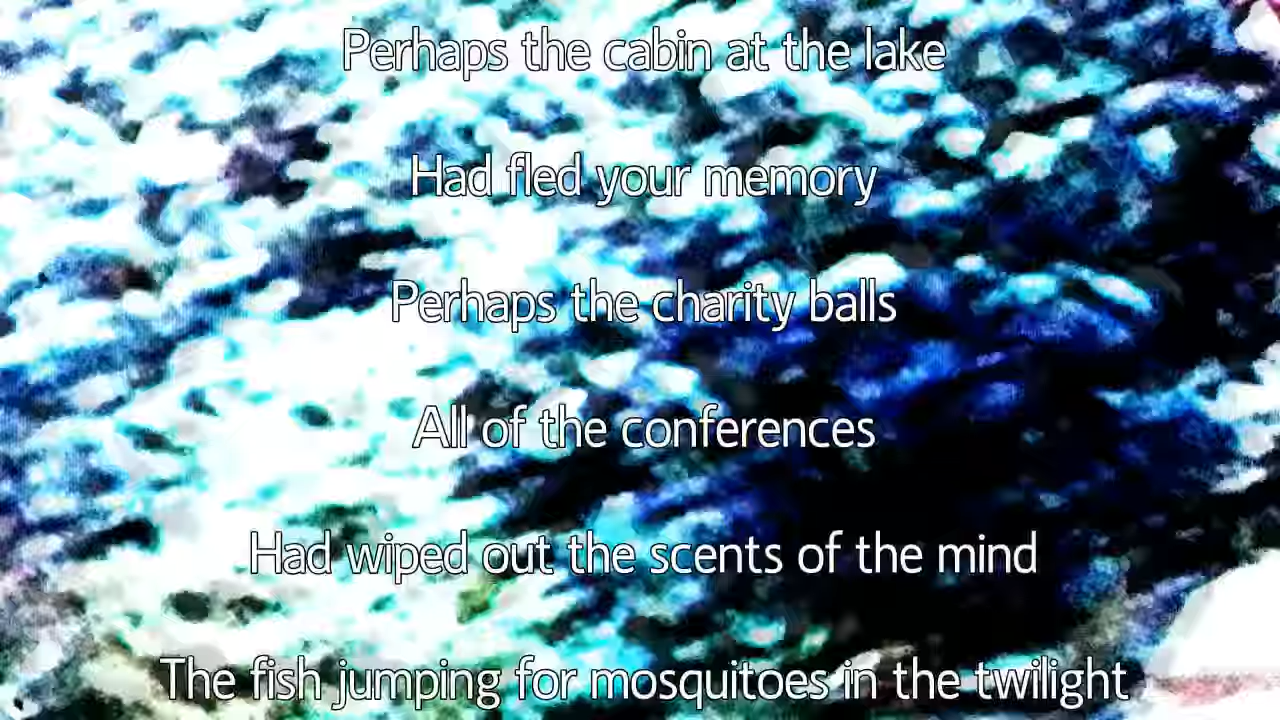 Perhaps the cabin at the lake
Had fled your memory
Perhaps the charity balls
All of the conferences
Had wiped out the scents of the mind
The fish jumping for mosquitoes in the twilight